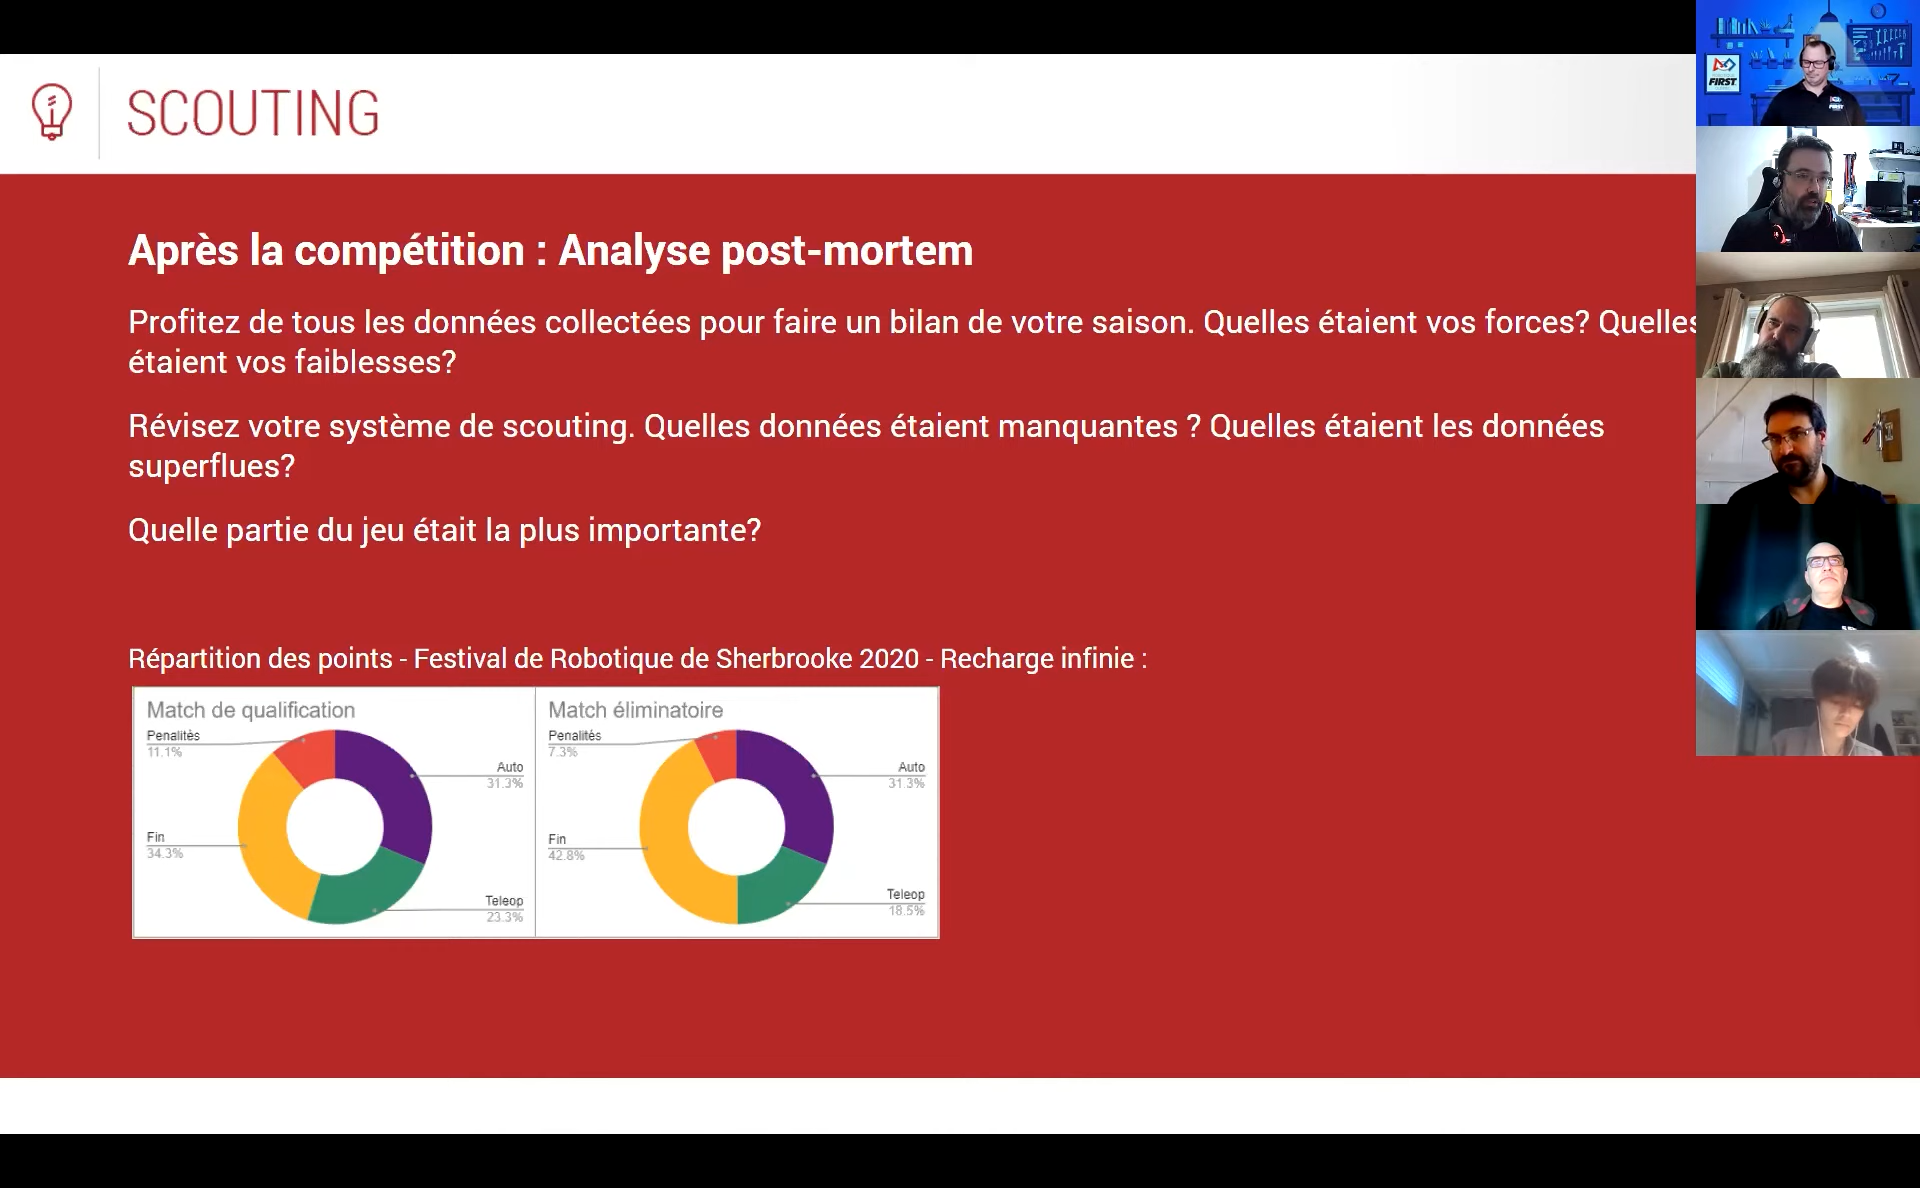 SCOUTING
Après la compétition : Analyse post-mortem
Profitez de tous les données collectées pour faire un bilan de votre saison. Quelles étaient vos forces? Quelles
étaient vos faiblesses?
Révisez votre système de scouting. Quelles données étaient manquantes ? Quelles étaient les données
superflues?
Quelle partie du jeu était la plus importante?
Répartition des points - Festival de Robotique de Sherbrooke 2020 - Recharge infinie :
Match de qualification
Penalités
11.1%
Auto
31.3%
Fin
34.3%
Teleop
23.3%
Match éliminatoire
Penalités
7.3%
Auto
31.3%
Fin
42.8%
Teleop
18.5%
FIRST
FIRST